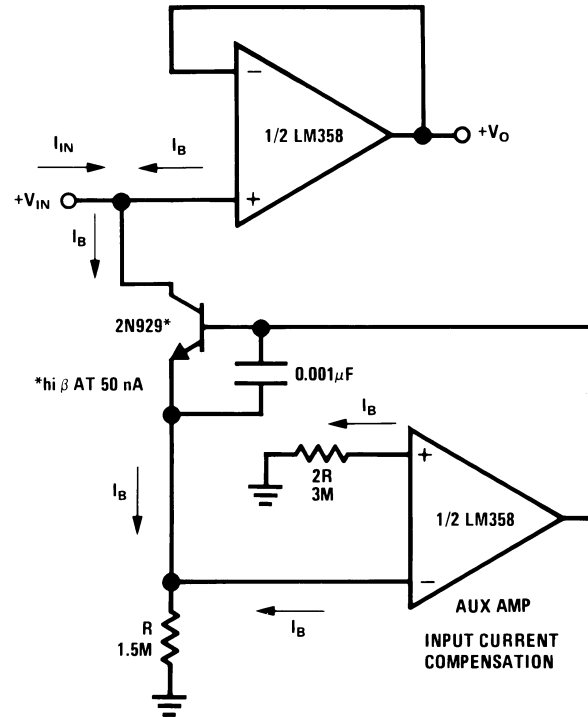 −
1/2 LM358
+V_O
I_IN
I_B
+V_IN
+
I_B
2N929*
0.001µF
*hi β AT 50 nA
I_B
+
2R
3M
1/2 LM358
I_B
−
AUX AMP
R
1.5M
I_B
INPUT CURRENT
COMPENSATION